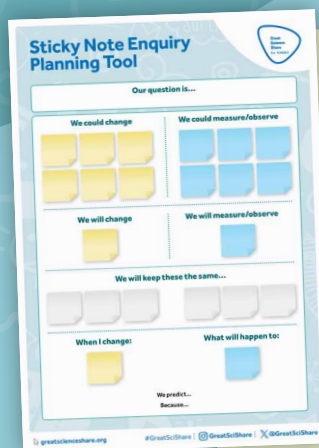 Sticky Note Enquiry
Planning Tool
Great
Science
Share
for Schools
Our question is...
We could change
We could measure/observe
We will change
We will measure/observe
We will keep these the same...
When I change:
What will happen to:
We predict...
Because...
greatscienceshare.org
#GreatSciShare
@GreatSciShare
@GreatSciShare